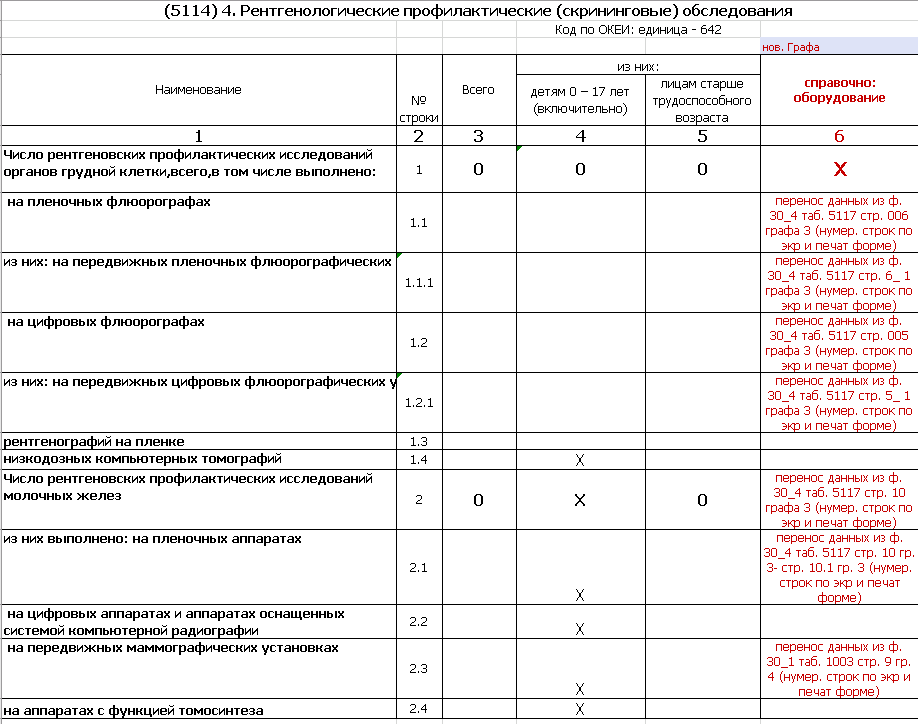 (5114) 4. Рентгенологические профилактические (скрининговые) обследования
Код по ОКЕИ: единица - 642
нов. Графа
Наименование
№
строки
Всего
из них:
детям 0 – 17 лет
(включительно)
лицам старше
трудоспособного
возраста
справочно:
оборудование
1 2 3 4 5 6
Число рентгеновских профилактических исследований
органов грудной клетки,всего,в том числе выполнено:
1 0 0 0 X
на пленочных флюорографах
1.1
перенос данных из ф.
30_4 таб. 5117 стр. 006
графа 3 (нумер. строк по
экр и печат форме)
из них: на передвижных пленочных флюорографических
1.1.1
перенос данных из ф.
30_4 таб. 5117 стр. 6_ 1
графа 3 (нумер. строк по
экр и печат форме)
на цифровых флюорографах
1.2
перенос данных из ф.
30_4 таб. 5117 стр. 005
графа 3 (нумер. строк по
экр и печат форме)
из них: на передвижных цифровых флюорографических у
1.2.1
перенос данных из ф.
30_4 таб. 5117 стр. 5_ 1
графа 3 (нумер. строк по
экр и печат форме)
рентгенографий на пленке 1.3
низкодозных компьютерных томографий 1.4 X
Число рентгеновских профилактических исследований
молочных желез
2 0 X 0
перенос данных из ф.
30_4 таб. 5117 стр. 10
графа 3 (нумер. строк по
экр и печат форме)
из них выполнено: на пленочных аппаратах
2.1 X
перенос данных из ф.
30_4 таб. 5117 стр. 10 гр.
3- стр. 10.1 гр. 3 (нумер.
строк по экр и печат
форме)
на цифровых аппаратах и аппаратах оснащенных
системой компьютерной радиографии
2.2 X
на передвижных маммографических установках
2.3 X
перенос данных из ф.
30_1 таб. 1003 стр. 9 гр.
4 (нумер. строк по экр и
печат форме)
на аппаратах с функцией томосинтеза 2.4 X